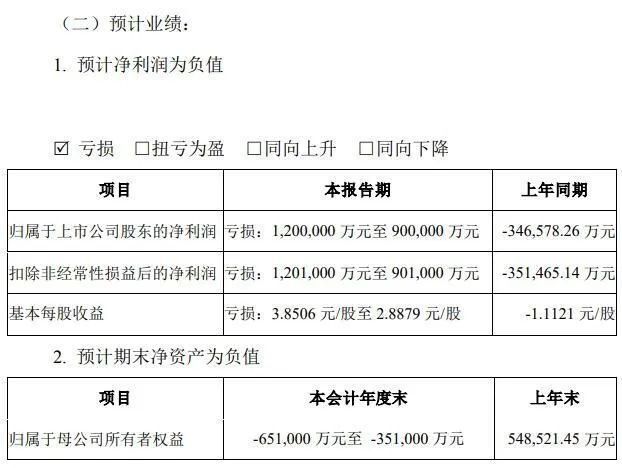 （二）预计业绩：
1. 预计净利润为负值
☑ 亏损 □扭亏为盈 □同向上升 □同向下降
项目 本报告期 上年同期
归属于上市公司股东的净利润 亏损：1,200,000 万元至 900,000 万元 -346,578.26 万元
扣除非经常性损益后的净利润 亏损：1,201,000 万元至 901,000 万元 -351,465.14 万元
基本每股收益 亏损：3.8506 元/股至 2.8879 元/股 -1.1121 元/股
2. 预计期末净资产为负值
项目 本会计年度末 上年末
归属于母公司所有者权益 -651,000 万元至 -351,000 万元 548,521.45 万元